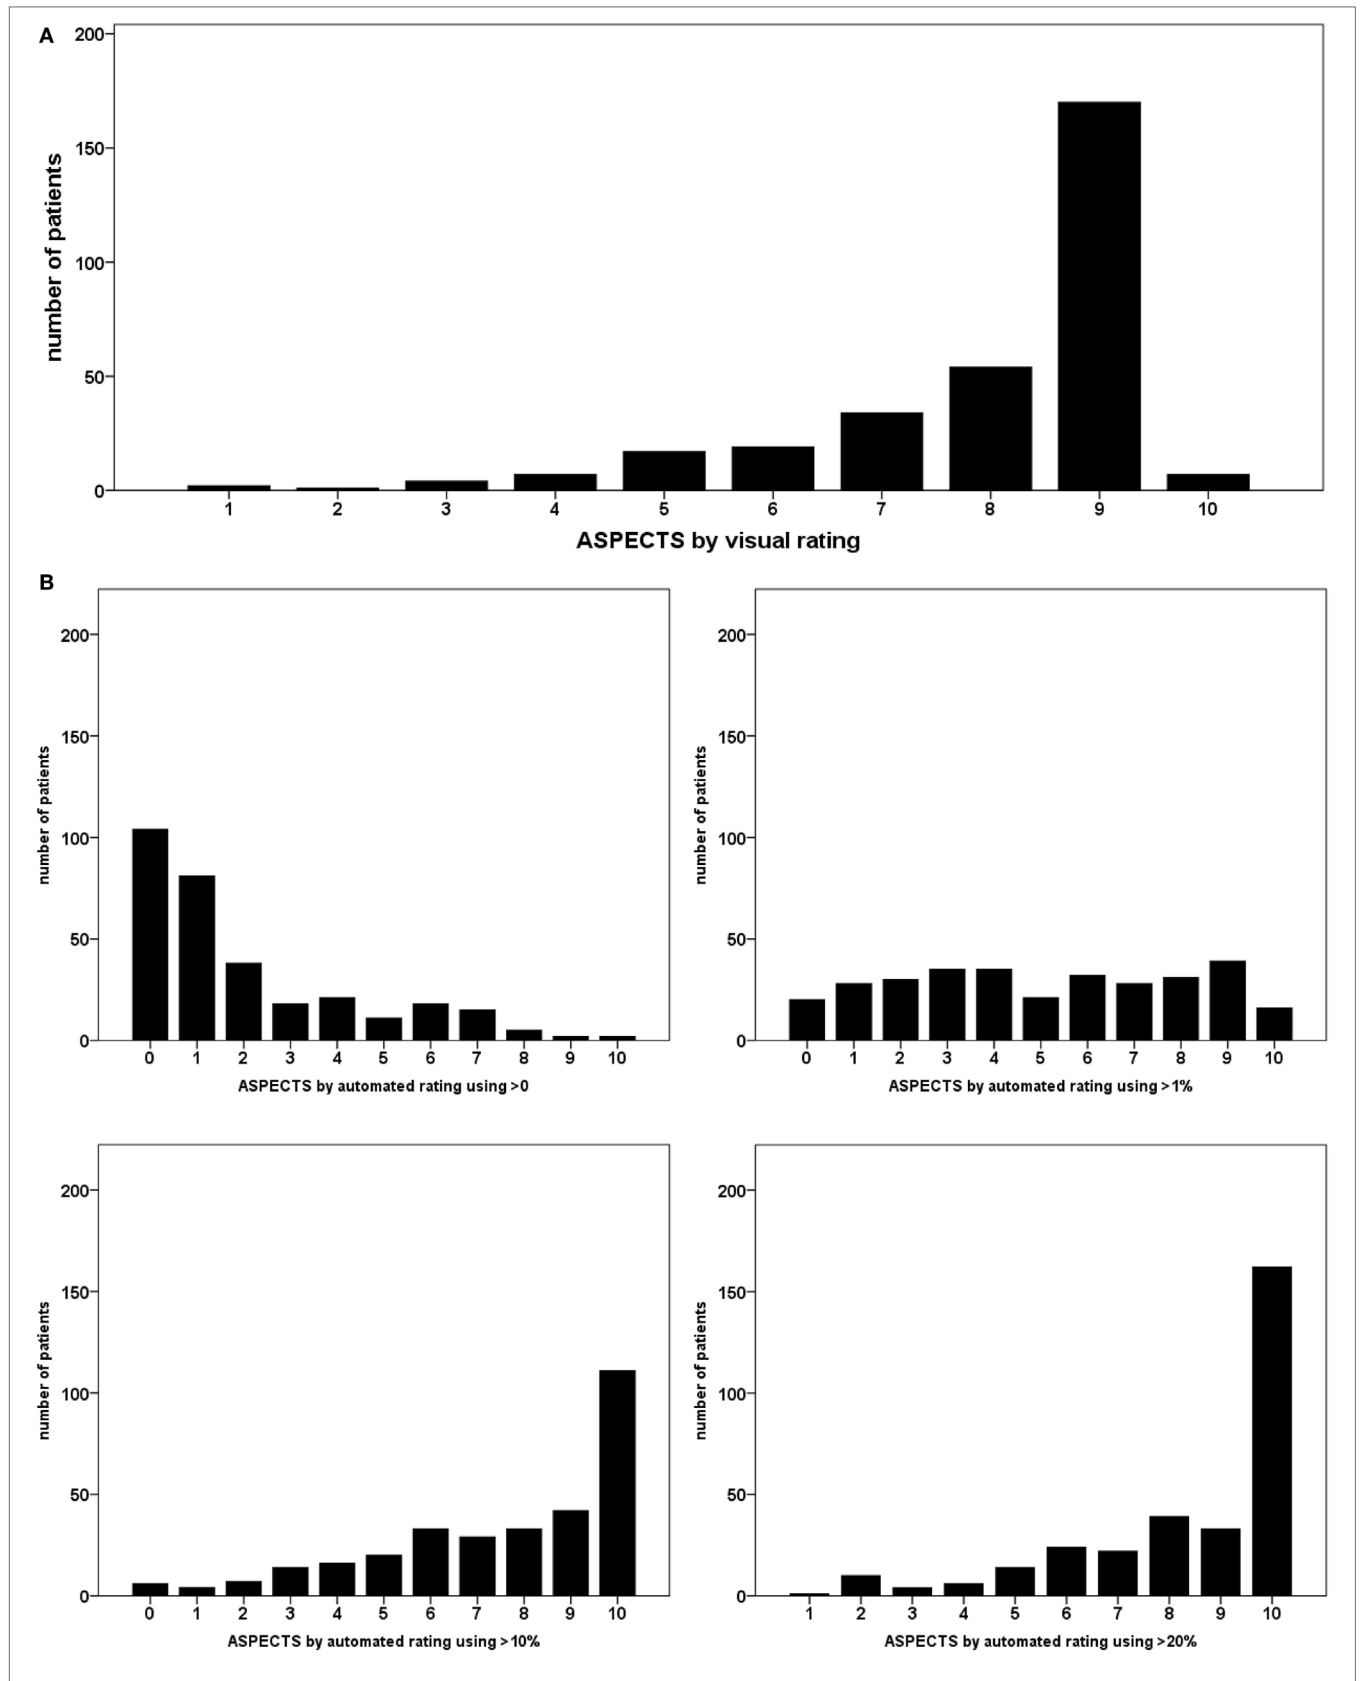 A
number of patients
200
150
100
50
0
1 2 3 4 5 6 7 8 9 10
ASPECTS by visual rating
B
number of patients
200
150
100
50
0
0 1 2 3 4 5 6 7 8 9 10
ASPECTS by automated rating using >0
number of patients
200
150
100
50
0
0 1 2 3 4 5 6 7 8 9 10
ASPECTS by automated rating using >1%
number of patients
200
150
100
50
0
0 1 2 3 4 5 6 7 8 9 10
ASPECTS by automated rating using >10%
number of patients
200
150
100
50
0
1 2 3 4 5 6 7 8 9 10
ASPECTS by automated rating using >20%